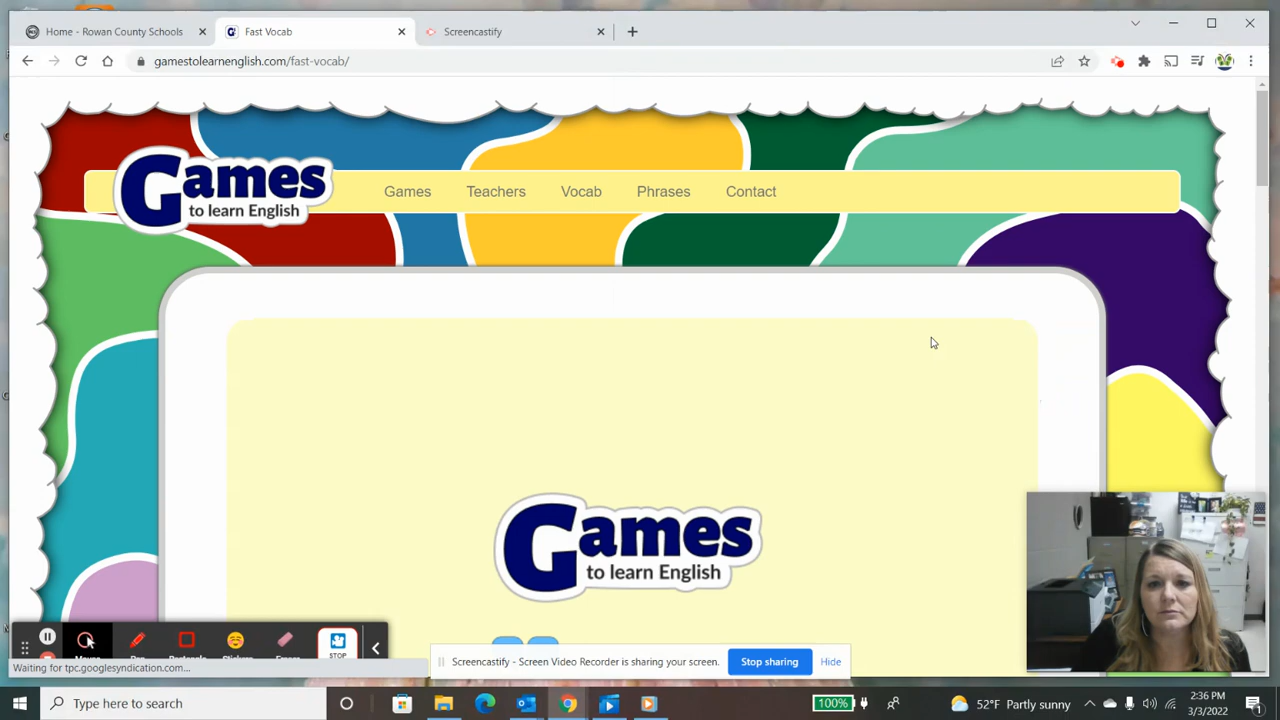 Home - Rowan County Schools
Fast Vocab
Screencastify
gamestolearnenglish.com/fast-vocab/
Games
to learn English
Games
Teachers
Vocab
Phrases
Contact
Games
to learn English
STOP
Waiting for tpc.googlesyndication.com...
Screencastify - Screen Video Recorder is sharing your screen.
Stop sharing
Hide
Type here to search
100%
52°F Partly sunny
2:36 PM
3/3/2022
1